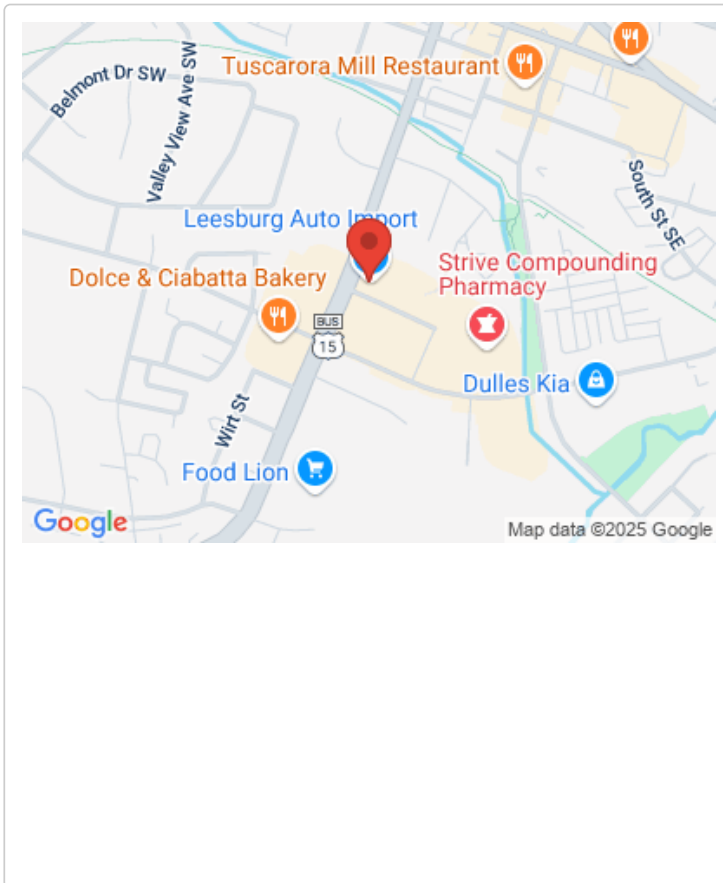 Tuscarora Mill Restaurant
Belmont Dr SW
Valley View Ave SW
South St SE
Leesburg Auto Import
Dolce & Ciabatta Bakery
Strive Compounding
Pharmacy
BUS
15
Dulles Kia
Wirt St
Food Lion
Google
Map data ©2025 Google